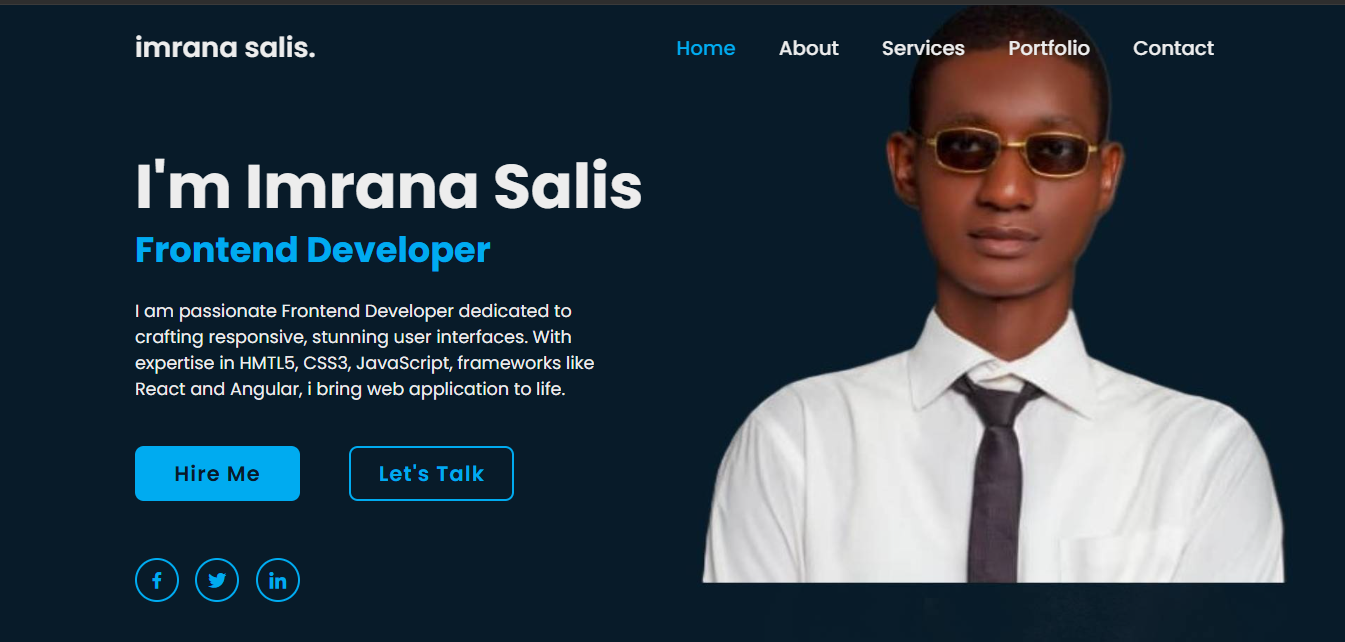 imrana salis.
Home About Services Portfolio Contact
I'm Imrana Salis
Frontend Developer
I am passionate Frontend Developer dedicated to
crafting responsive, stunning user interfaces. With
expertise in HMTL5, CSS3, JavaScript, frameworks like
React and Angular, i bring web application to life.
Hire Me
Let's Talk